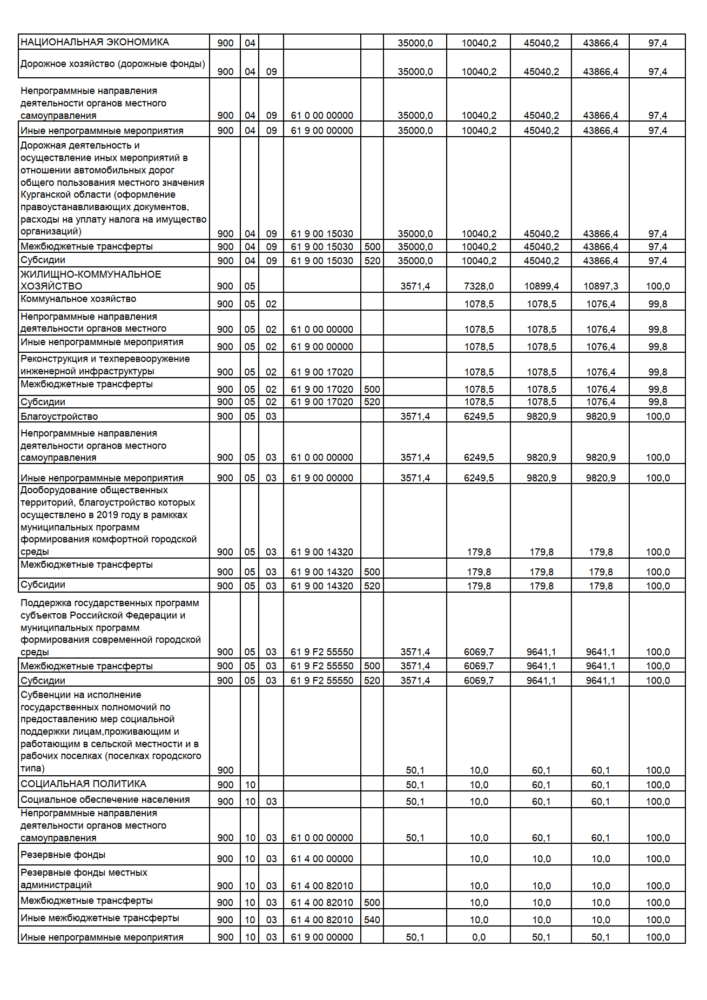 НАЦИОНАЛЬНАЯ ЭКОНОМИКА 900 04 35000,0 10040,2 45040,2 43866,4 97,4
Дорожное хозяйство (дорожные фонды) 900 04 09 35000,0 10040,2 45040,2 43866,4 97,4
Непрограммные направления
деятельности органов местного
самоуправления 900 04 09 61 0 00 00000 35000,0 10040,2 45040,2 43866,4 97,4
Иные непрограммные мероприятия 900 04 09 61 9 00 00000 35000,0 10040,2 45040,2 43866,4 97,4
Дорожная деятельность и
осуществление иных мероприятий в
отношении автомобильных дорог
общего пользования местного значения
Курганской области (оформление
правоустанавливающих документов,
расходы на уплату налога на имущество
организаций) 900 04 09 61 9 00 15030 35000,0 10040,2 45040,2 43866,4 97,4
Межбюджетные трансферты 900 04 09 61 9 00 15030 500 35000,0 10040,2 45040,2 43866,4 97,4
Субсидии 900 04 09 61 9 00 15030 520 35000,0 10040,2 45040,2 43866,4 97,4
ЖИЛИЩНО-КОММУНАЛЬНОЕ
ХОЗЯЙСТВО 900 05 3571,4 7328,0 10899,4 10897,3 100,0
Коммунальное хозяйство 900 05 02 1078,5 1078,5 1076,4 99,8
Непрограммные направления
деятельности органов местного 900 05 02 61 0 00 00000 1078,5 1078,5 1076,4 99,8
Иные непрограммные мероприятия 900 05 02 61 9 00 00000 1078,5 1078,5 1076,4 99,8
Реконструкция и техперевооружение
инженерной инфраструктуры 900 05 02 61 9 00 17020 1078,5 1078,5 1076,4 99,8
Межбюджетные трансферты 900 05 02 61 9 00 17020 500 1078,5 1078,5 1076,4 99,8
Субсидии 900 05 02 61 9 00 17020 520 1078,5 1078,5 1076,4 99,8
Благоустройство 900 05 03 3571,4 6249,5 9820,9 9820,9 100,0
Непрограммные направления
деятельности органов местного
самоуправления 900 05 03 61 0 00 00000 3571,4 6249,5 9820,9 9820,9 100,0
Иные непрограммные мероприятия 900 05 03 61 9 00 00000 3571,4 6249,5 9820,9 9820,9 100,0
Дооборудование общественных
территорий, благоустройство которых
осуществлено в 2019 году в рамкках
муниципальных программ
формирования комфортной городской
среды 900 05 03 61 9 00 14320 179,8 179,8 179,8 100,0
Межбюджетные трансферты 900 05 03 61 9 00 14320 500 179,8 179,8 179,8 100,0
Субсидии 900 05 03 61 9 00 14320 520 179,8 179,8 179,8 100,0
Поддержка государственных программ
субъектов Российской Федерации и
муниципальных программ
формирования современной городской
среды 900 05 03 61 9 F2 55550 3571,4 6069,7 9641,1 9641,1 100,0
Межбюджетные трансферты 900 05 03 61 9 F2 55550 500 3571,4 6069,7 9641,1 9641,1 100,0
Субсидии 900 05 03 61 9 F2 55550 520 3571,4 6069,7 9641,1 9641,1 100,0
Субвенции на исполнение
государственных полномочий по
предоставлению мер социальной
поддержки лицам,проживающим и
работающим в сельской местности и в
рабочих поселках (поселках городского
типа) 900 50,1 10,0 60,1 60,1 100,0
СОЦИАЛЬНАЯ ПОЛИТИКА 900 10 50,1 10,0 60,1 60,1 100,0
Социальное обеспечение населения 900 10 03 50,1 10,0 60,1 60,1 100,0
Непрограммные направления
деятельности органов местного
самоуправления 900 10 03 61 0 00 00000 50,1 10,0 60,1 60,1 100,0
Резервные фонды 900 10 03 61 4 00 00000 10,0 10,0 10,0 100,0
Резервные фонды местных
администраций 900 10 03 61 4 00 82010 10,0 10,0 10,0 100,0
Межбюджетные трансферты 900 10 03 61 4 00 82010 500 10,0 10,0 10,0 100,0
Иные межбюджетные трансферты 900 10 03 61 4 00 82010 540 10,0 10,0 10,0 100,0
Иные непрограммные мероприятия 900 10 03 61 9 00 00000 50,1 0,0 50,1 50,1 100,0